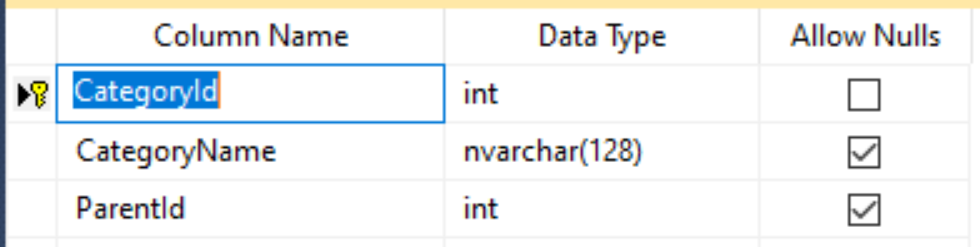 Column Name Data Type Allow Nulls
CategoryId int
CategoryName nvarchar(128)
ParentId int